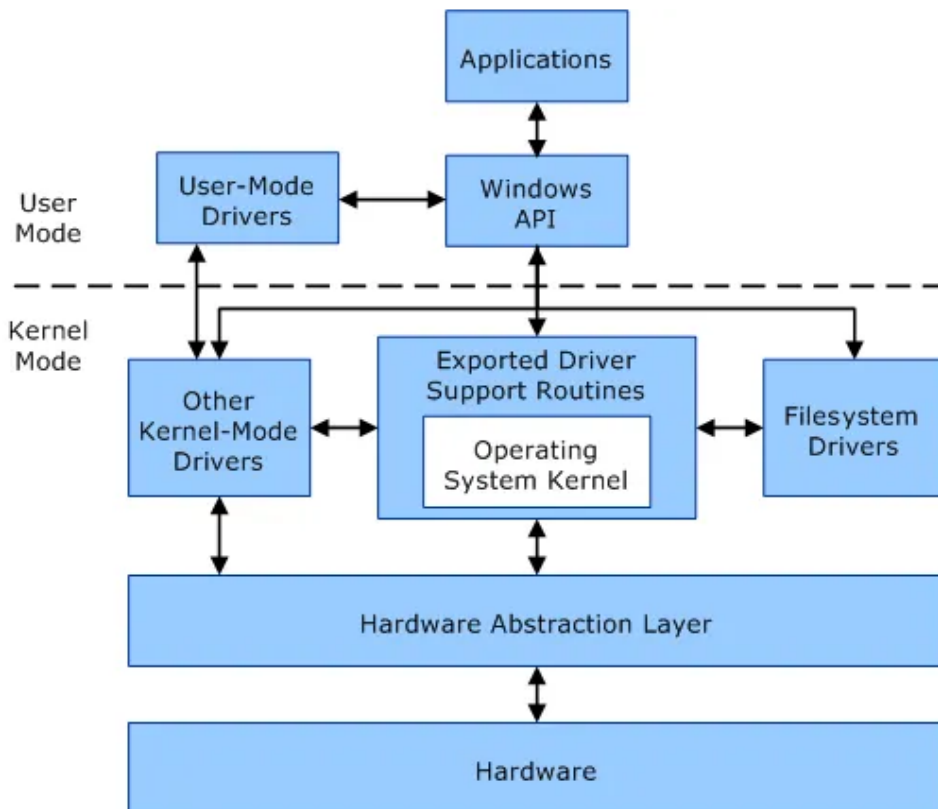 Applications
User-Mode
Drivers
Windows
API
User
Mode
Kernel
Mode
Other
Kernel-Mode
Drivers
Exported Driver
Support Routines
Operating
System Kernel
Filesystem
Drivers
Hardware Abstraction Layer
Hardware